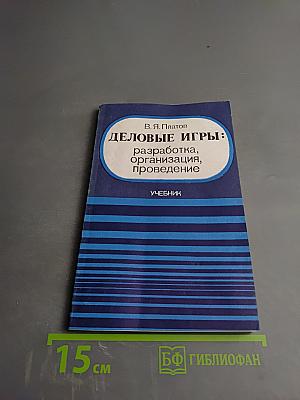 В. Я. Платов
ДЕЛОВЫЕ ИГРЫ:
разработка,
организация,
проведение
УЧЕБНИК
15 см
БФ ГИБЛИОФАН